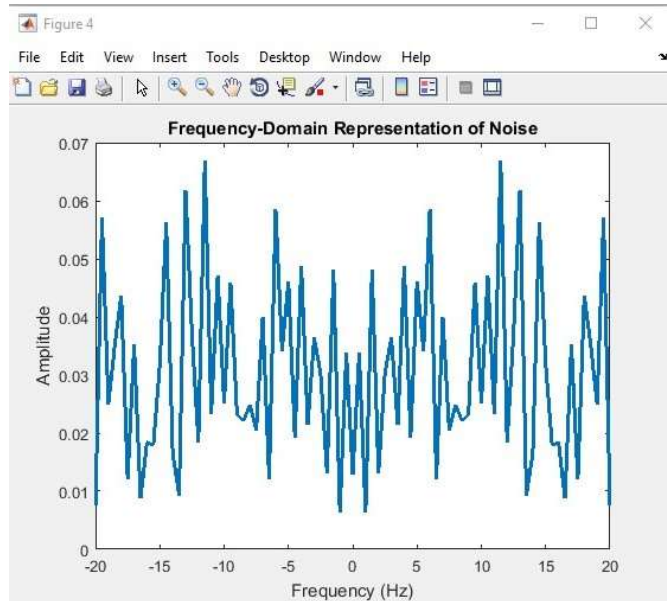 Figure 4
File Edit View Insert Tools Desktop Window Help
Frequency-Domain Representation of Noise
0.07
0.06
0.05
0.04
0.03
0.02
0.01
0
Amplitude
-20 -15 -10 -5 0 5 10 15 20
Frequency (Hz)